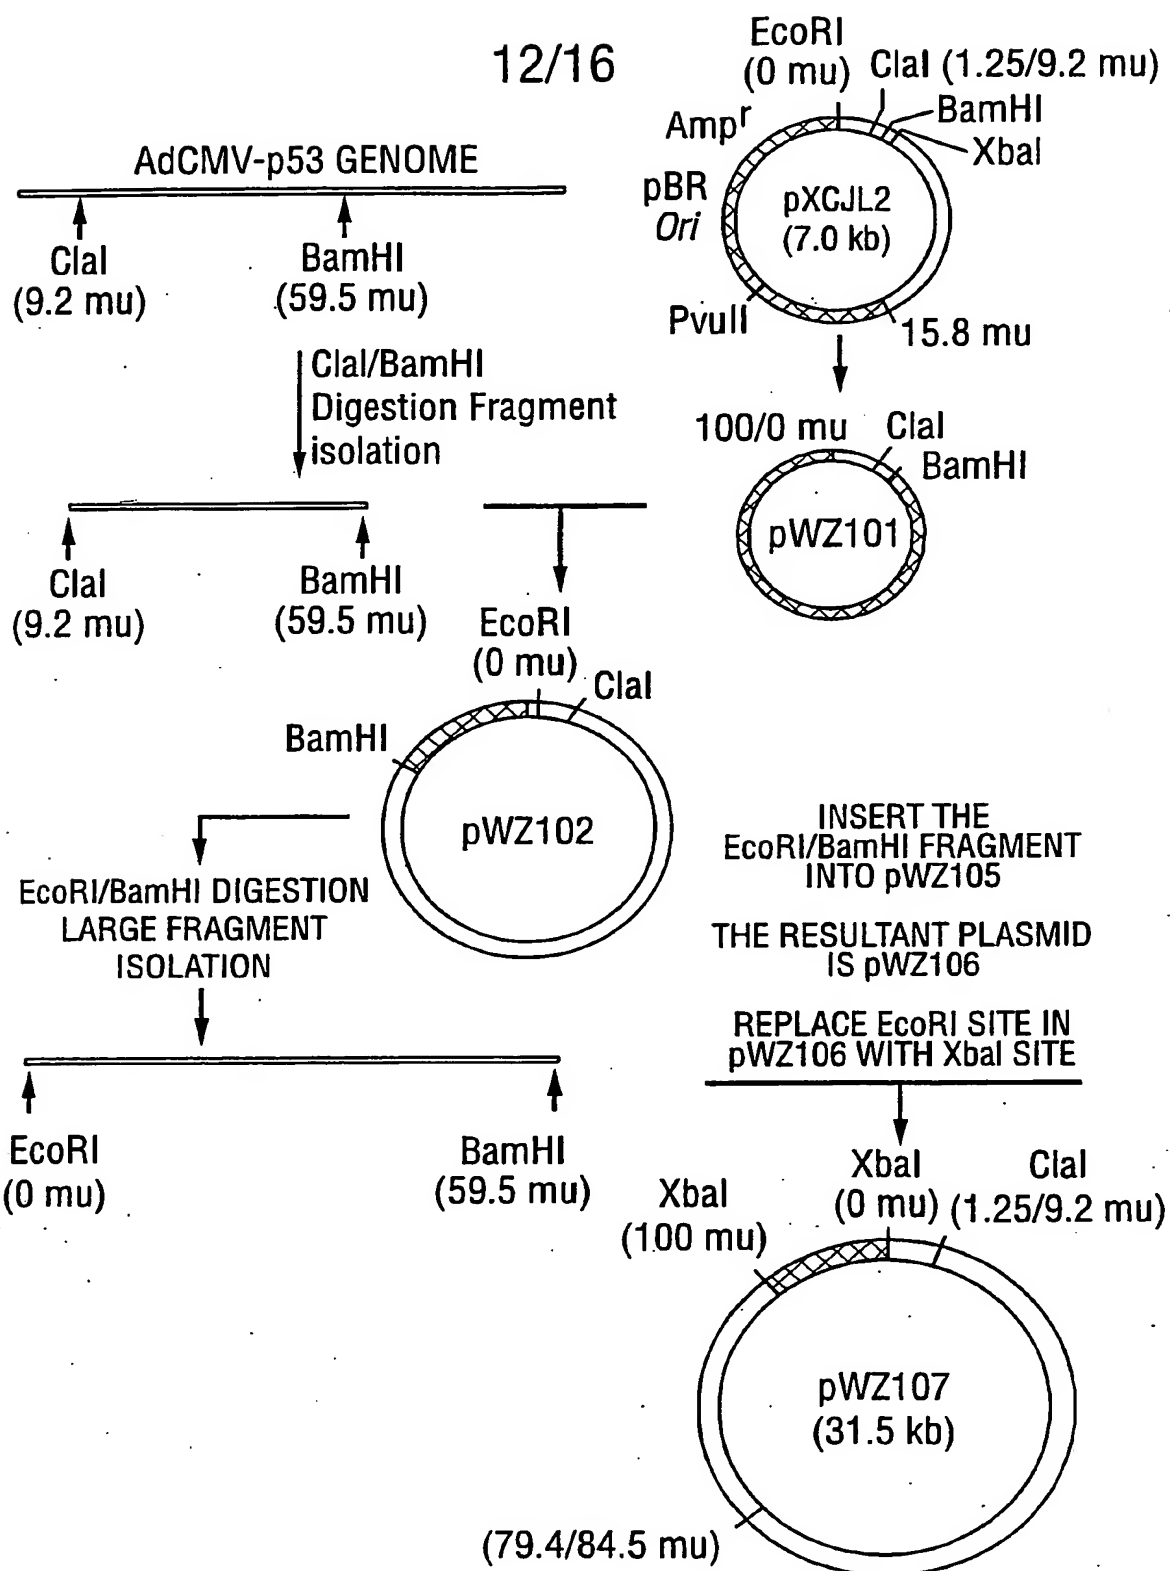 12/16
EcoRI
(0 mu)
ClaI (1.25/9.2 mu)
BamHI
XbaI
Ampr
pBR
Ori
pXCJL2
(7.0 kb)
PvuII
15.8 mu
AdCMV-p53 GENOME
ClaI
(9.2 mu)
BamHI
(59.5 mu)
ClaI/BamHI
Digestion Fragment
isolation
100/0 mu
ClaI
BamHI
pWZ101
ClaI
(9.2 mu)
BamHI
(59.5 mu)
EcoRI
(0 mu)
ClaI
BamHI
pWZ102
EcoRI/BamHI DIGESTION
LARGE FRAGMENT
ISOLATION
INSERT THE
EcoRI/BamHI FRAGMENT
INTO pWZ105
THE RESULTANT PLASMID
IS pWZ106
REPLACE EcoRI SITE IN
pWZ106 WITH XbaI SITE
EcoRI
(0 mu)
BamHI
(59.5 mu)
XbaI
(100 mu)
XbaI
(0 mu)
ClaI
(1.25/9.2 mu)
pWZ107
(31.5 kb)
(79.4/84.5 mu)